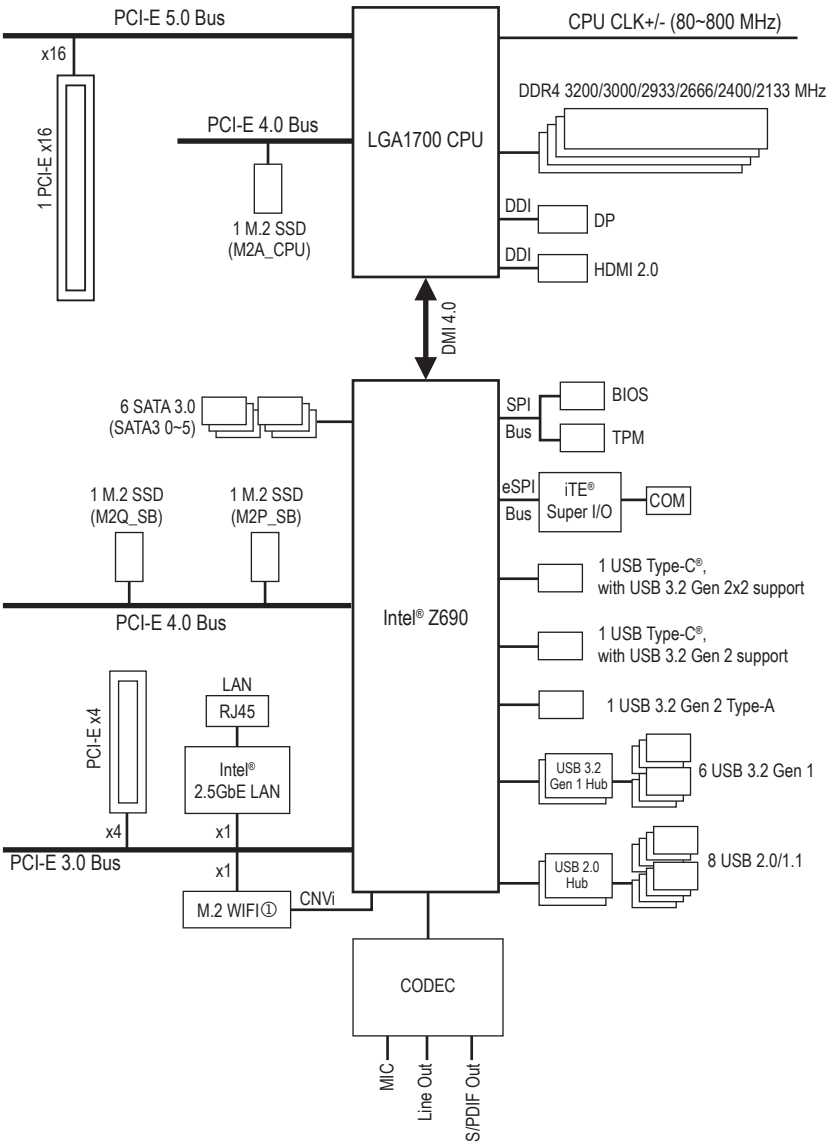 PCI-E 5.0 Bus
CPU CLK+/- (80~800 MHz)
x16
1 PCI-E x16
DDR4 3200/3000/2933/2666/2400/2133 MHz
PCI-E 4.0 Bus
LGA1700 CPU
1 M.2 SSD
(M2A_CPU)
DDI
DP
DDI
HDMI 2.0
DMI 4.0
6 SATA 3.0
(SATA3 0~5)
SPI
Bus
BIOS
TPM
1 M.2 SSD
(M2Q_SB)
1 M.2 SSD
(M2P_SB)
eSPI
Bus
iTE®
Super I/O
COM
1 USB Type-C®,
with USB 3.2 Gen 2x2 support
PCI-E 4.0 Bus
Intel® Z690
1 USB Type-C®,
with USB 3.2 Gen 2 support
PCI-E x4
LAN
RJ45
1 USB 3.2 Gen 2 Type-A
Intel®
2.5GbE LAN
USB 3.2
Gen 1 Hub
6 USB 3.2 Gen 1
x4
x1
PCI-E 3.0 Bus
x1
USB 2.0
Hub
8 USB 2.0/1.1
M.2 WIFI①
CNVi
CODEC
MIC
Line Out
S/PDIF Out